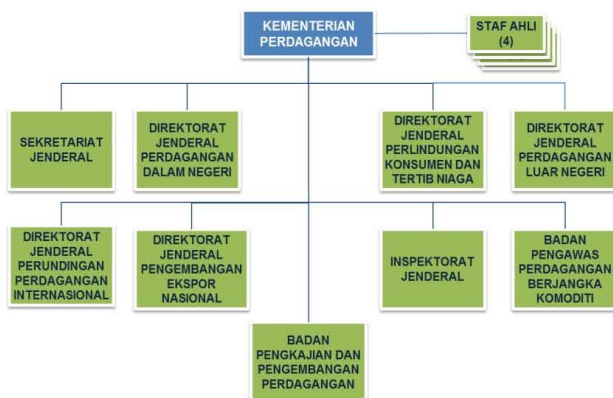 KEMENTERIAN
PERDAGANGAN
STAF AHLI
(4)
SEKRETARIAT
JENDERAL
DIREKTORAT
JENDERAL
PERDAGANGAN
DALAM NEGERI
DIREKTORAT
JENDERAL
PERLINDUNGAN
KONSUMEN DAN
TERTIB NIAGA
DIREKTORAT
JENDERAL
PERDAGANGAN
LUAR NEGERI
DIREKTORAT
JENDERAL
PERUNDINGAN
PERDAGANGAN
INTERNASIONAL
DIREKTORAT
JENDERAL
PENGEMBANGAN
EKSPOR
NASIONAL
INSPEKTORAT
JENDERAL
BADAN
PENGAWAS
PERDAGANGAN
BERJANGKA
KOMODITI
BADAN
PENGKAJIAN DAN
PENGEMBANGAN
PERDAGANGAN